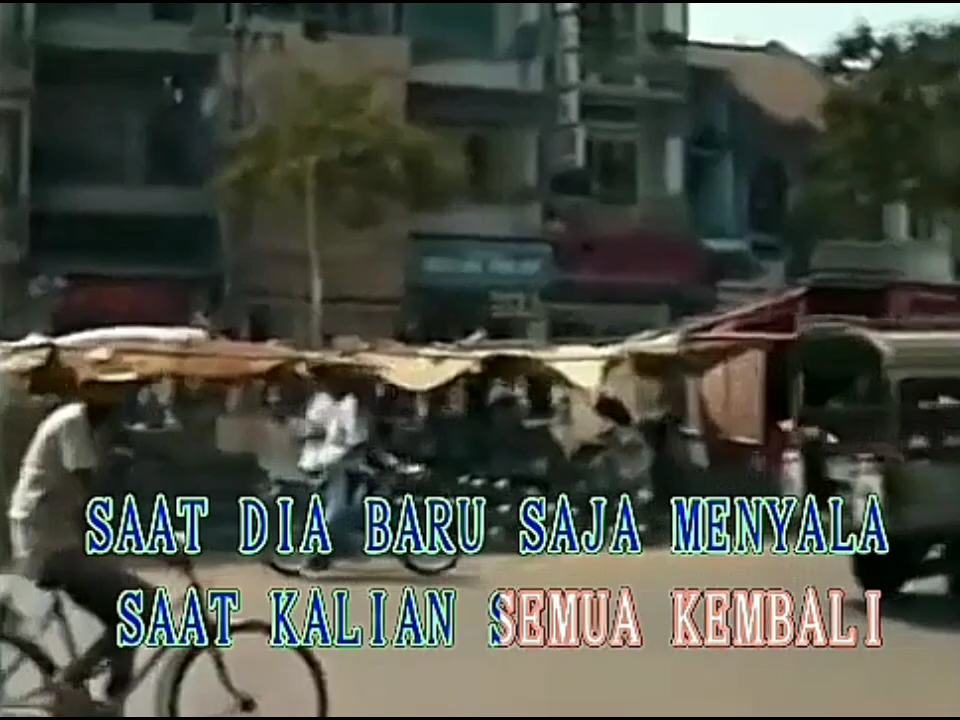 SAAT DIA BARU SAJA MENYALA
SAAT KALIAN SEMUA KEMBALI